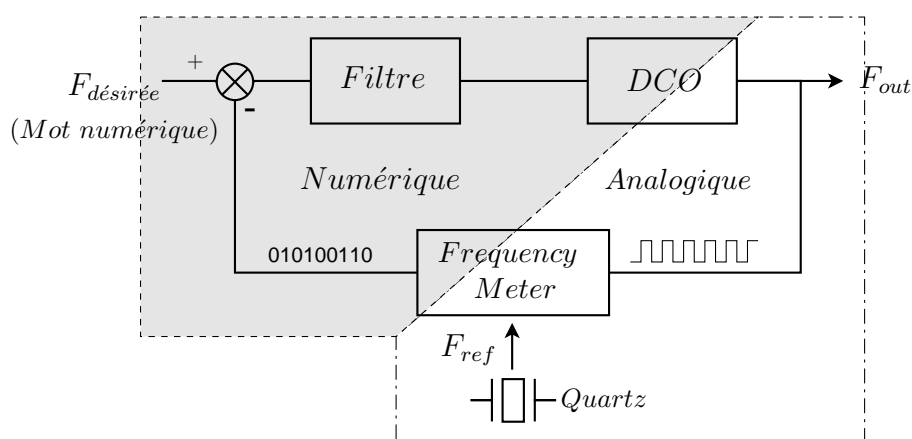 +
F_désirée
(Mot numérique)
-
Filtre
DCO
F_out
Numérique
Analogique
010100110
Frequency
Meter
F_ref
Quartz